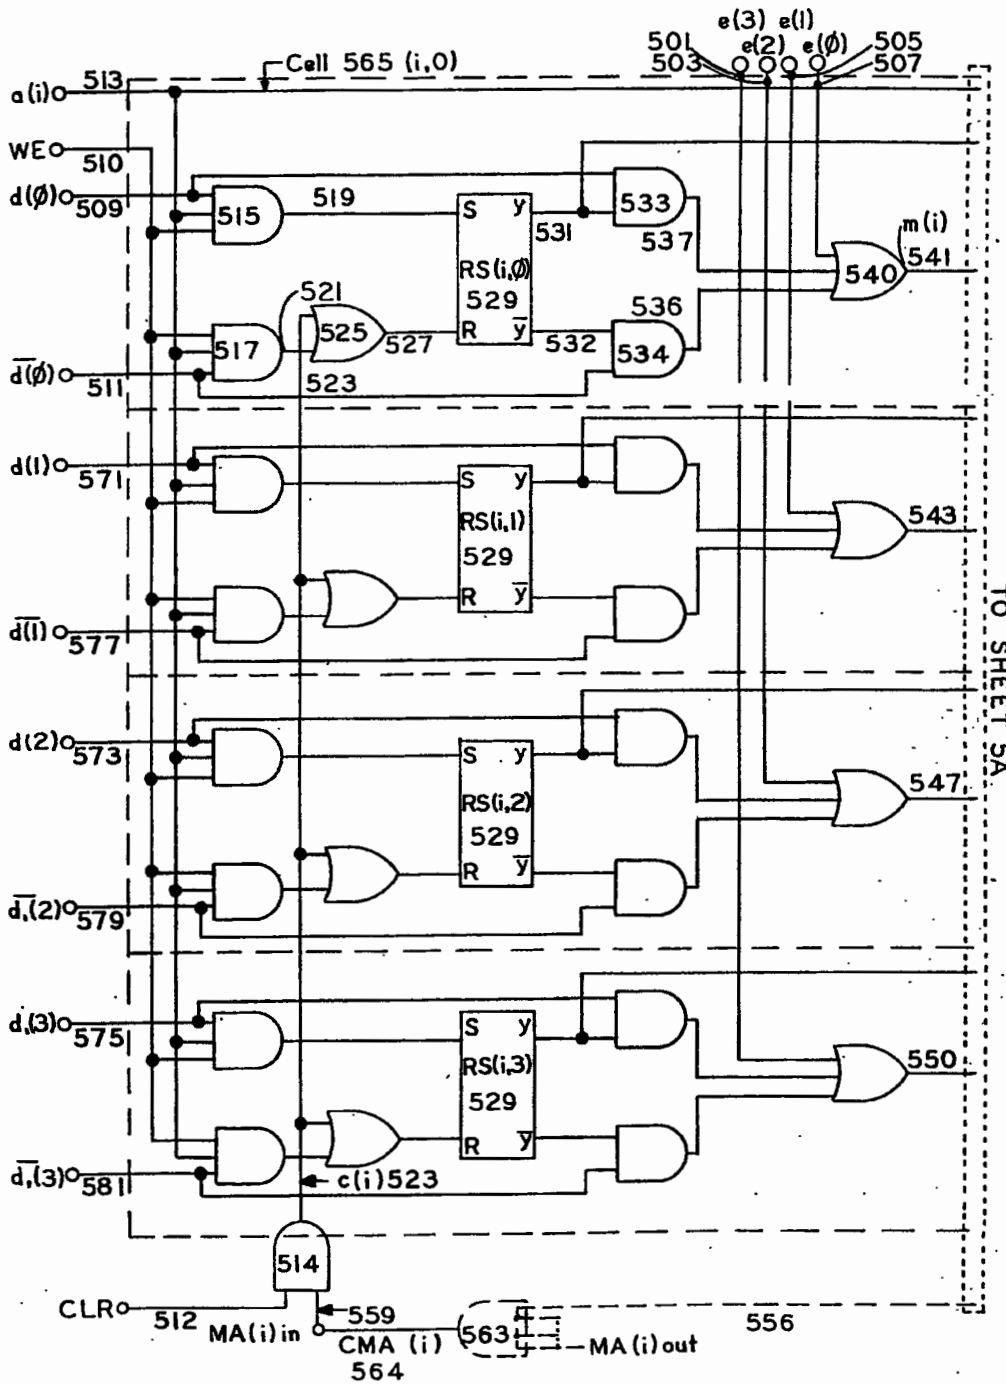 e(3) e(1)
501 e(2) e(Ø) 505
503 507
Cell 565 (i,0)
a(i) 513
WE
510
d(Ø)
509
515
519
S y
531
533
537
m(i)
541
RS(i,Ø)
529
540
521
525
536
517
R y̅
527
532
534
d̅(Ø)
511
523
d(1)
571
S y
RS(i,1)
529
543
R y̅
d̅(1)
577
TO SHEET 5A
d(2)
573
S y
RS(i,2)
529
547
R y̅
d̅,(2)
579
d,(3)
575
S y
RS(i,3)
529
550
R y̅
d̅,(3)
581
c(i)523
514
CLR
512
559
MA(i)in
CMA (i)
564
563
MA(i)out
556